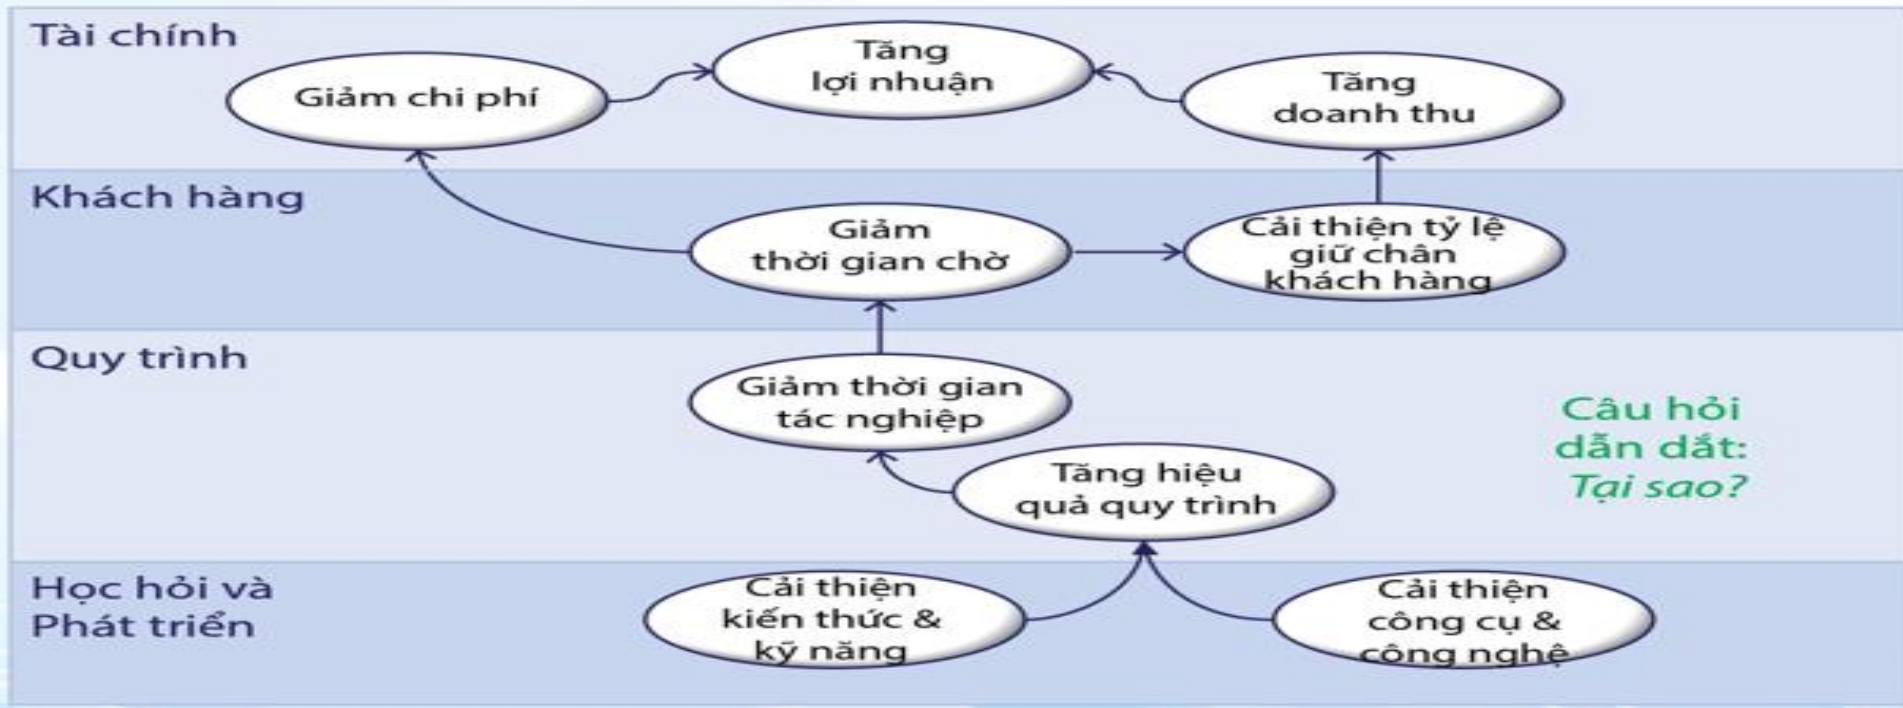 Tài chính
Giảm chi phí
Tăng
lợi nhuận
Tăng
doanh thu
Khách hàng
Giảm
thời gian chờ
Cải thiện tỷ lệ
giữ chân
khách hàng
Quy trình
Giảm thời gian
tác nghiệp
Tăng hiệu
quả quy trình
Câu hỏi
dẫn dắt:
Tại sao?
Học hỏi và
Phát triển
Cải thiện
kiến thức &
kỹ năng
Cải thiện
công cụ &
công nghệ